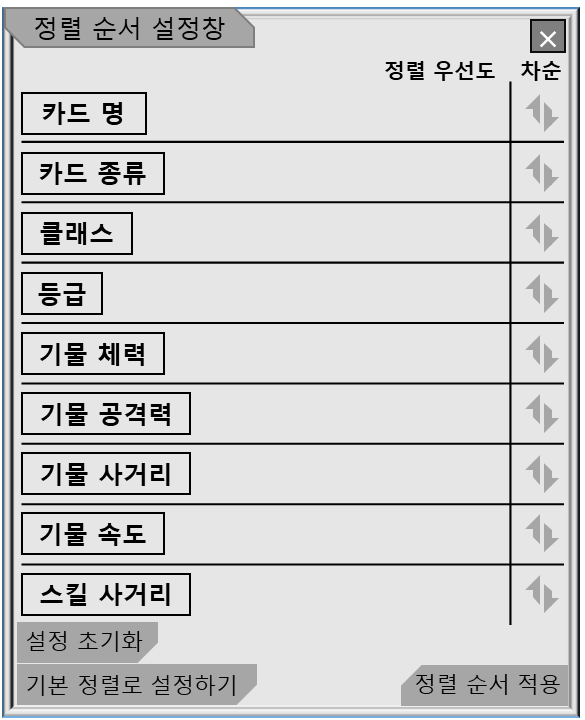 정렬 순서 설정창
정렬 우선도 차순
카드 명
카드 종류
클래스
등급
기물 체력
기물 공격력
기물 사거리
기물 속도
스킬 사거리
설정 초기화
기본 정렬로 설정하기
정렬 순서 적용